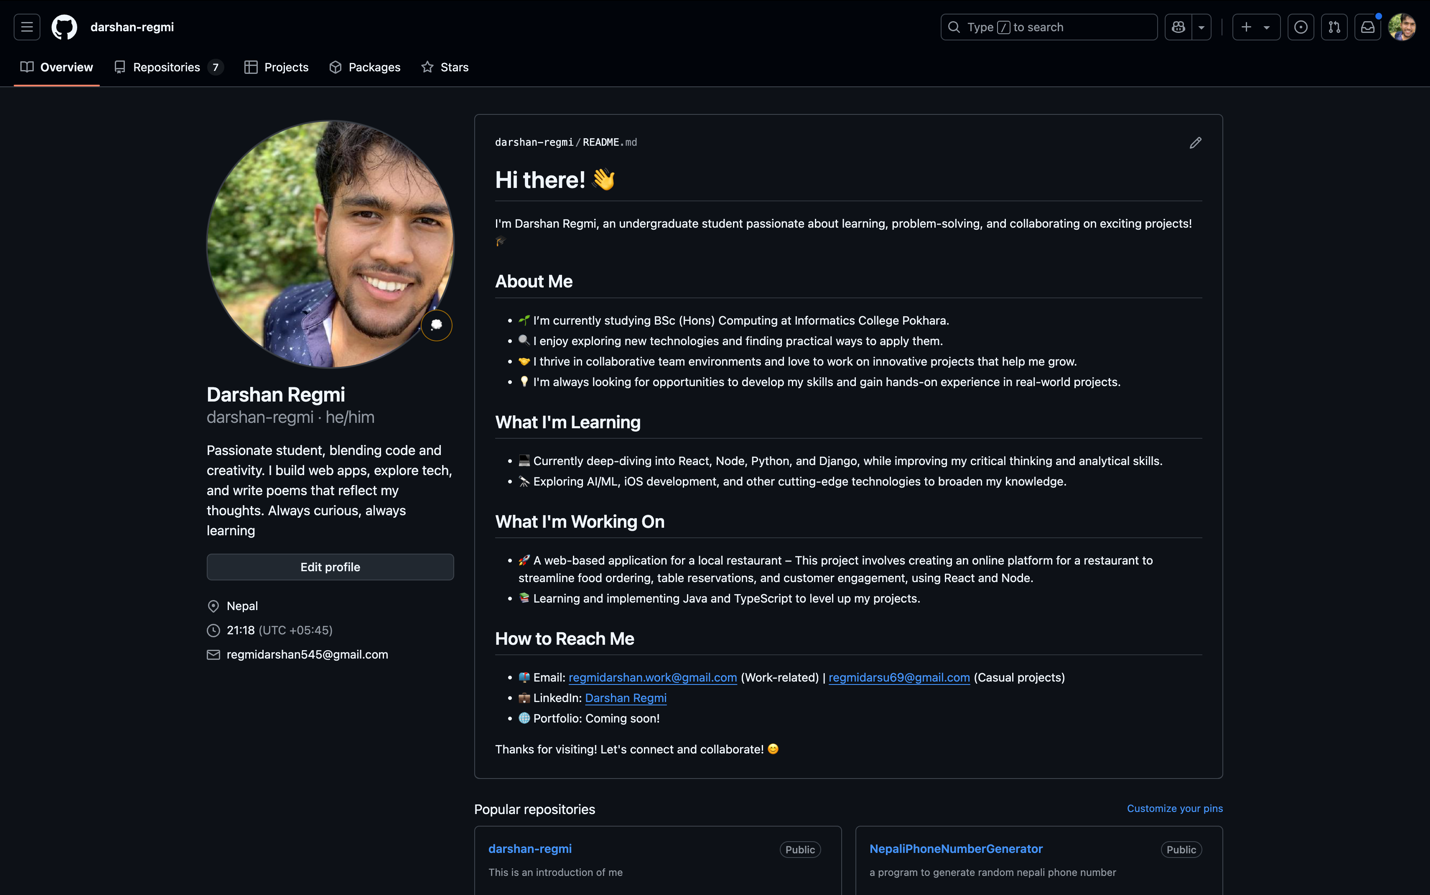 darshan-regmi
Type / to search
Overview
Repositories 7
Projects
Packages
Stars
Darshan Regmi
darshan-regmi · he/him
Passionate student, blending code and
creativity. I build web apps, explore tech,
and write poems that reflect my
thoughts. Always curious, always
learning
Edit profile
Nepal
21:18 (UTC +05:45)
regmidarshan545@gmail.com
darshan-regmi/README.md
Hi there! 👋
I'm Darshan Regmi, an undergraduate student passionate about learning, problem-solving, and collaborating on exciting projects!
🎓
About Me
• 🌱 I'm currently studying BSc (Hons) Computing at Informatics College Pokhara.
• 🔍 I enjoy exploring new technologies and finding practical ways to apply them.
• 🤝 I thrive in collaborative team environments and love to work on innovative projects that help me grow.
• 💡 I'm always looking for opportunities to develop my skills and gain hands-on experience in real-world projects.
What I'm Learning
• 💻 Currently deep-diving into React, Node, Python, and Django, while improving my critical thinking and analytical skills.
• 🔭 Exploring AI/ML, iOS development, and other cutting-edge technologies to broaden my knowledge.
What I'm Working On
• 🚀 A web-based application for a local restaurant – This project involves creating an online platform for a restaurant to
streamline food ordering, table reservations, and customer engagement, using React and Node.
• 📚 Learning and implementing Java and TypeScript to level up my projects.
How to Reach Me
• 📫 Email: regmidarshan.work@gmail.com (Work-related) | regmidarsu69@gmail.com (Casual projects)
• 💼 LinkedIn: Darshan Regmi
• 🌐 Portfolio: Coming soon!
Thanks for visiting! Let's connect and collaborate! 😊
Popular repositories
Customize your pins
darshan-regmi
Public
This is an introduction of me
NepaliPhoneNumberGenerator
Public
a program to generate random nepali phone number